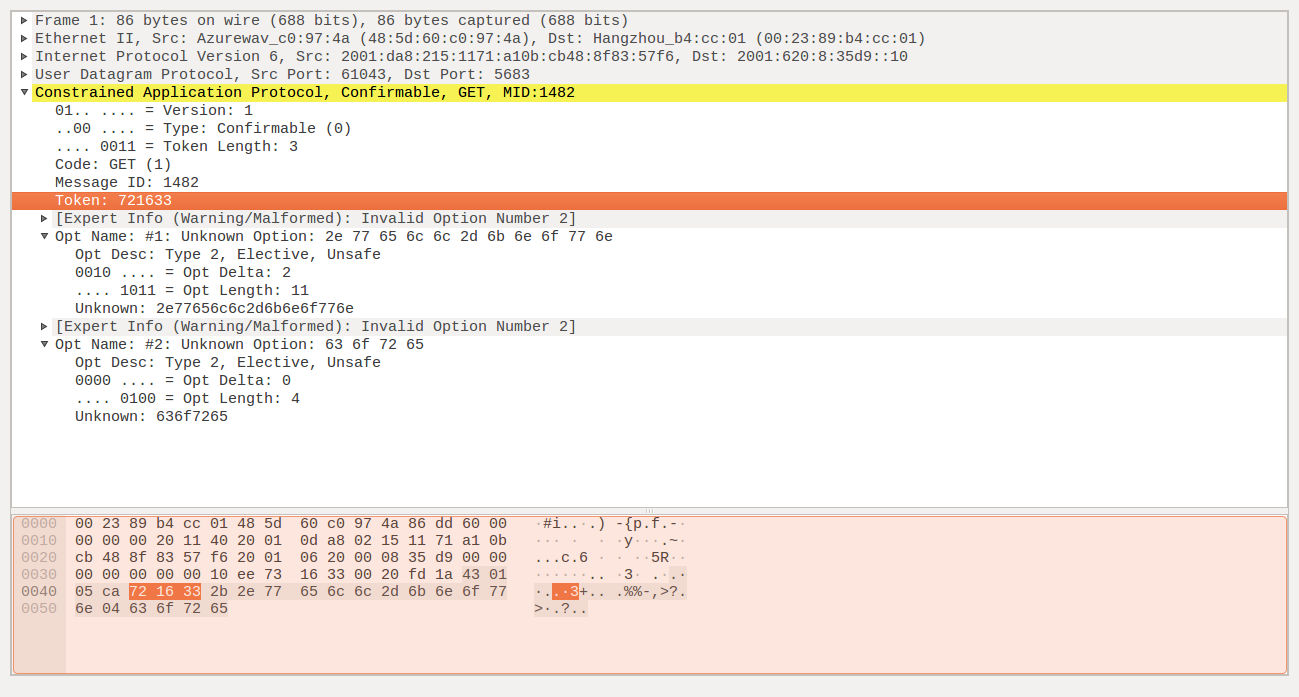 Frame 1: 86 bytes on wire (688 bits), 86 bytes captured (688 bits)
Ethernet II, Src: Azurewav_c0:97:4a (48:5d:60:c0:97:4a), Dst: Hangzhou_b4:cc:01 (00:23:89:b4:cc:01)
Internet Protocol Version 6, Src: 2001:da8:215:1171:a10b:cb48:8f83:57f6, Dst: 2001:620:8:35d9::10
User Datagram Protocol, Src Port: 61043, Dst Port: 5683
Constrained Application Protocol, Confirmable, GET, MID:1482
01.. .... = Version: 1
..00 .... = Type: Confirmable (0)
.... 0011 = Token Length: 3
Code: GET (1)
Message ID: 1482
Token: 721633
[Expert Info (Warning/Malformed): Invalid Option Number 2]
Opt Name: #1: Unknown Option: 2e 77 65 6c 6c 2d 6b 6e 6f 77 6e
Opt Desc: Type 2, Elective, Unsafe
0010 .... = Opt Delta: 2
.... 1011 = Opt Length: 11
Unknown: 2e77656c6c2d6b6e6f776e
[Expert Info (Warning/Malformed): Invalid Option Number 2]
Opt Name: #2: Unknown Option: 63 6f 72 65
Opt Desc: Type 2, Elective, Unsafe
0000 .... = Opt Delta: 0
.... 0100 = Opt Length: 4
Unknown: 636f7265
0000 00 23 89 b4 cc 01 48 5d 60 c0 97 4a 86 dd 60 00 ·#i..·.) -{p.f.-·
0010 00 00 00 20 11 40 20 01 0d a8 02 15 11 71 a1 0b ··· · · ·y···.~·
0020 cb 48 8f 83 57 f6 20 01 06 20 00 08 35 d9 00 00 ...c.6 · · ··5R··
0030 00 00 00 00 00 10 ee 73 16 33 00 20 fd 1a 43 01 ······.. ·3· .·.·
0040 05 ca 72 16 33 2b 2e 77 65 6c 6c 2d 6b 6e 6f 77 ·..·3+.. .%%-,>?.
0050 6e 04 63 6f 72 65 >·.?..